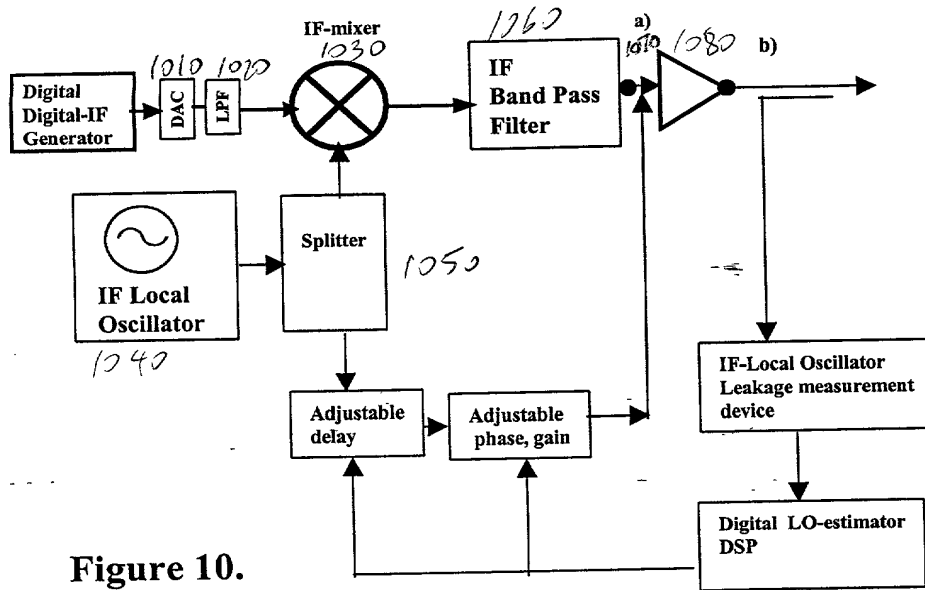 IF-mixer
1030
1060
a)
1070
1080
b)
1010
1020
Digital
Digital-IF
Generator
DAC
LPF
IF
Band Pass
Filter
Splitter
1050
IF Local
Oscillator
1040
Adjustable
delay
Adjustable
phase, gain
IF-Local Oscillator
Leakage measurement
device
Digital LO-estimator
DSP
Figure 10.